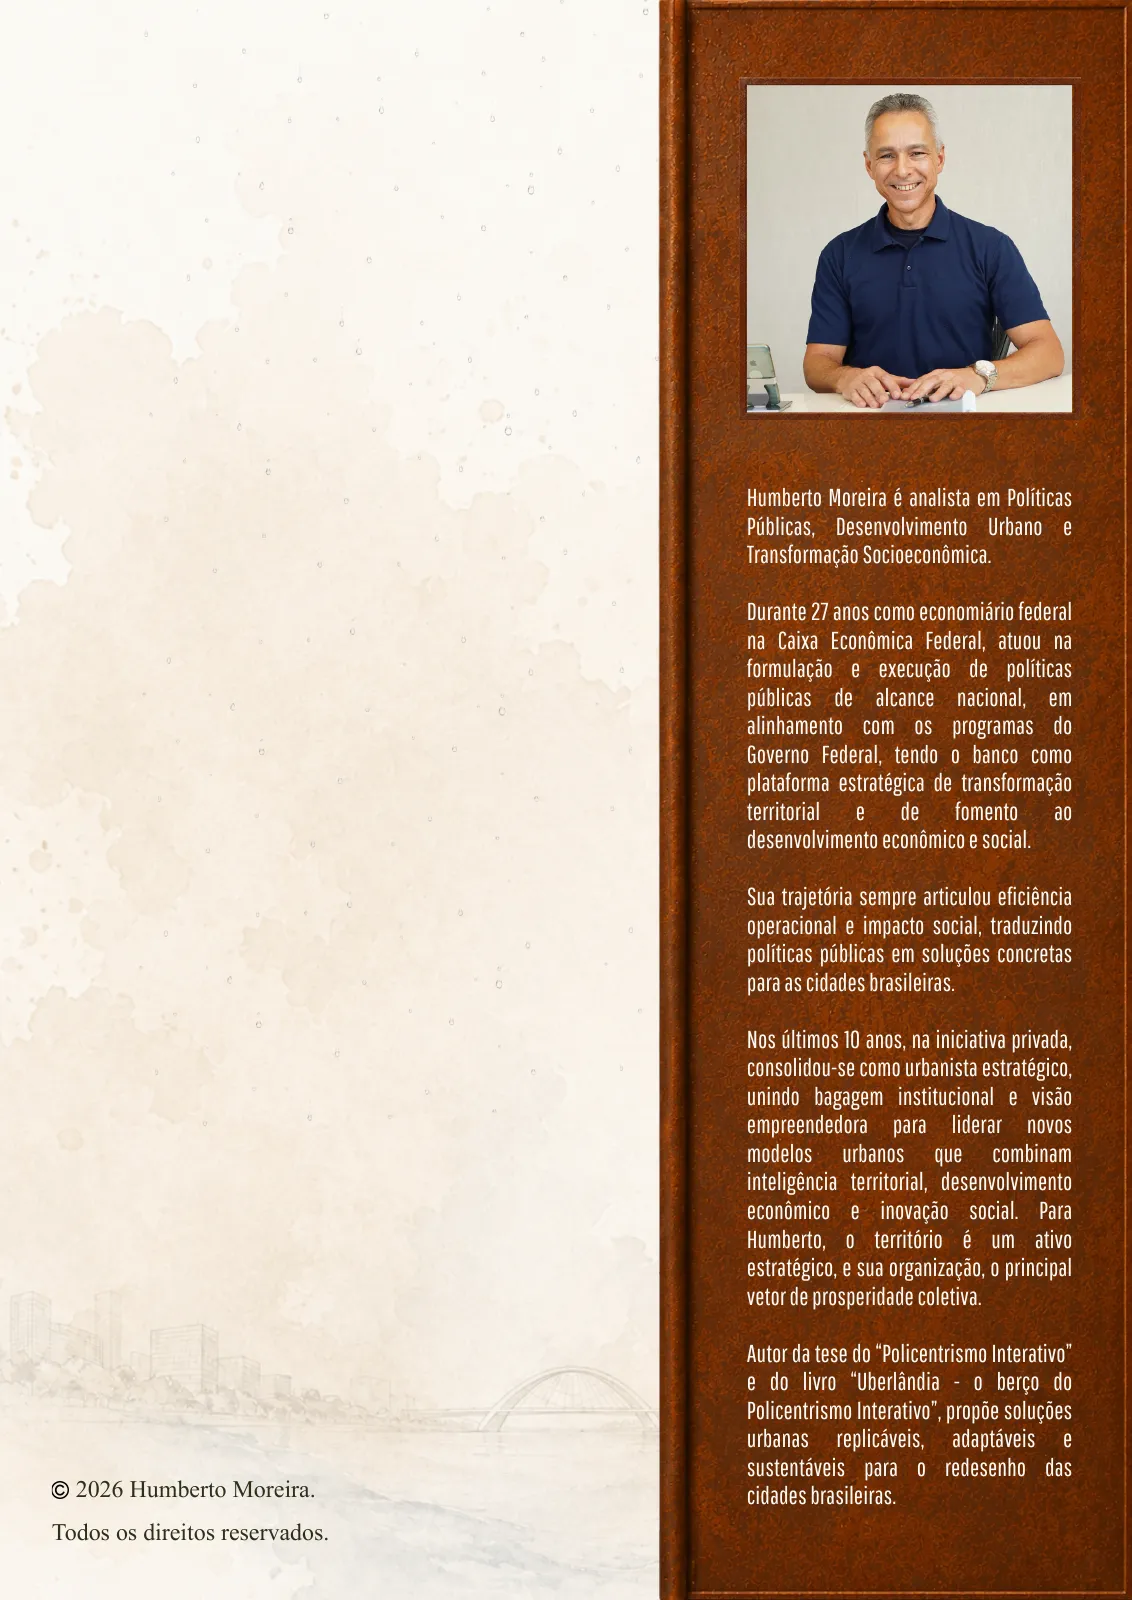 Humberto Moreira é analista em Políticas
Públicas, Desenvolvimento Urbano e
Transformação Socioeconômica.
Durante 27 anos como economiário federal
na Caixa Econômica Federal, atuou na
formulação e execução de políticas
públicas de alcance nacional, em
alinhamento com os programas do
Governo Federal, tendo o banco como
plataforma estratégica de transformação
territorial e de fomento ao
desenvolvimento econômico e social.
Sua trajetória sempre articulou eficiência
operacional e impacto social, traduzindo
políticas públicas em soluções concretas
para as cidades brasileiras.
Nos últimos 10 anos, na iniciativa privada,
consolidou-se como urbanista estratégico,
unindo bagagem institucional e visão
empreendedora para liderar novos
modelos urbanos que combinam
inteligência territorial, desenvolvimento
econômico e inovação social. Para
Humberto, o território é um ativo
estratégico, e sua organização, o principal
vetor de prosperidade coletiva.
Autor da tese do “Policentrismo Interativo”
e do livro “Uberlândia - o berço do
Policentrismo Interativo”, propõe soluções
urbanas replicáveis, adaptáveis e
sustentáveis para o redesenho das
cidades brasileiras.
© 2026 Humberto Moreira.
Todos os direitos reservados.